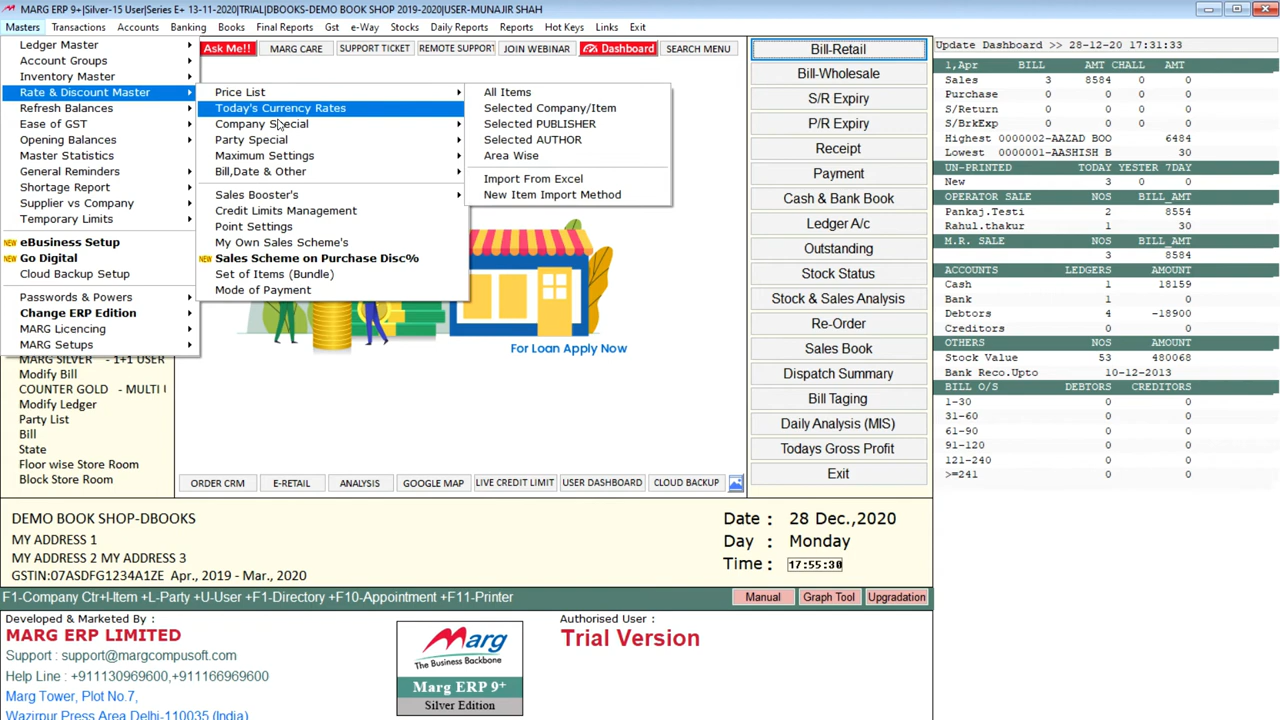 MARG ERP 9+|Silver-15 User|Series E+ 13-11-2020|TRIAL|DBOOKS-DEMO BOOK SHOP 2019-2020|USER-MUNAJIR SHAH
Masters Transactions Accounts Banking Books Final Reports Gst e-Way Stocks Daily Reports Reports Hot Keys Links Exit
Ledger Master
Account Groups
Inventory Master
Rate & Discount Master
Refresh Balances
Ease of GST
Opening Balances
Master Statistics
General Reminders
Shortage Report
Supplier vs Company
Temporary Limits
NEW eBusiness Setup
NEW Go Digital
Cloud Backup Setup
Passwords & Powers
Change ERP Edition
MARG Licencing
MARG Setups
MARG SILVER - 1+1 USER
Modify Bill
COUNTER GOLD - MULTI U
Modify Ledger
Party List
Bill
State
Floor wise Store Room
Block Store Room
Ask Me!! MARG CARE SUPPORT TICKET REMOTE SUPPORT JOIN WEBINAR Dashboard SEARCH MENU
Price List
Today's Currency Rates
Company Special
Party Special
Maximum Settings
Bill,Date & Other
Sales Booster's
Credit Limits Management
Point Settings
My Own Sales Scheme's
NEW Sales Scheme on Purchase Disc%
Set of Items (Bundle)
Mode of Payment
All Items
Selected Company/Item
Selected PUBLISHER
Selected AUTHOR
Area Wise
Import From Excel
New Item Import Method
For Loan Apply Now
ORDER CRM E-RETAIL ANALYSIS GOOGLE MAP LIVE CREDIT LIMIT USER DASHBOARD CLOUD BACKUP
Bill-Retail
Bill-Wholesale
S/R Expiry
P/R Expiry
Receipt
Payment
Cash & Bank Book
Ledger A/c
Outstanding
Stock Status
Stock & Sales Analysis
Re-Order
Sales Book
Dispatch Summary
Bill Taging
Daily Analysis (MIS)
Todays Gross Profit
Exit
Update Dashboard >> 28-12-20 17:31:33
1,Apr BILL AMT CHALL AMT
Sales 3 8584 0 0
Purchase 0 0 0 0
S/Return 0 0 0 0
S/BrkExp 0 0 0 0
Highest 0000002-AAZAD BOO 6484
Lowest 0000001-AASHISH B 30
UN-PRINTED TODAY YESTER 7DAY
New 3 0 0
OPERATOR SALE NOS BILL_AMT
Pankaj.Testi 2 8554
Rahul.thakur 1 30
M.R. SALE NOS BILL_AMT
3 8584
ACCOUNTS LEDGERS AMOUNT
Cash 1 18159
Bank 1 0
Debtors 4 -18900
Creditors 0 0
OTHERS NOS AMOUNT
Stock Value 53 480068
Bank Reco.Upto 10-12-2013
BILL O/S DEBTORS CREDITORS
1-30 0 0
31-60 0 0
61-90 0 0
91-120 0 0
121-240 0 0
>=241 0 0
DEMO BOOK SHOP-DBOOKS
MY ADDRESS 1
MY ADDRESS 2 MY ADDRESS 3
GSTIN:07ASDFG1234A1ZE Apr., 2019 - Mar., 2020
Date : 28 Dec.,2020
Day : Monday
Time : 17:55:30
F1-Company Ctr+I-Item +L-Party +U-User +F1-Directory +F10-Appointment +F11-Printer
Manual Graph Tool Upgradation
Developed & Marketed By :
MARG ERP LIMITED
Support : support@margcompusoft.com
Help Line : +911130969600,+911166969600
Marg Tower, Plot No.7,
Wazirpur Press Area Delhi-110035 (India)
Marg
The Business Backbone
Marg ERP 9+
Silver Edition
Authorised User :
Trial Version